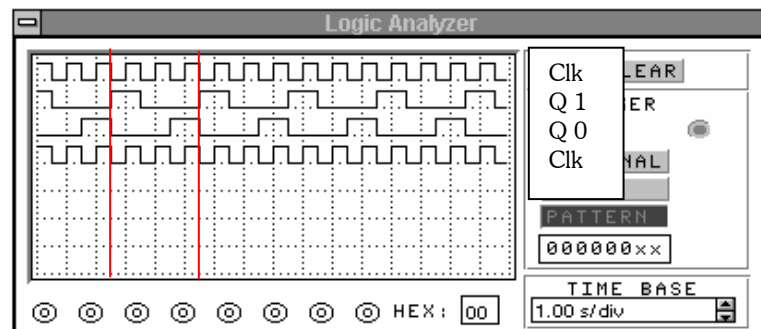 Logic Analyzer
Clk
Q 1
Q 0
Clk
LEAR
ER
NAL
PATTERN
000000xx
TIME BASE
1.00 s/div
HEX: 00